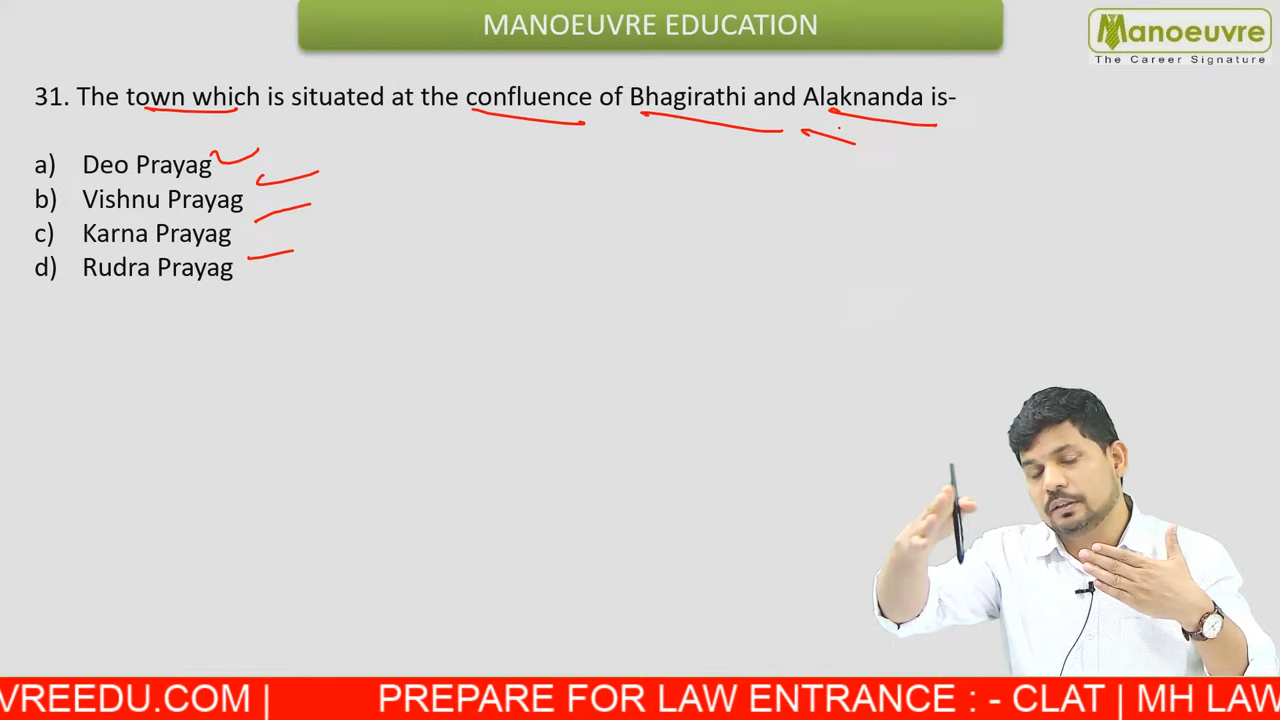 MANOEUVRE EDUCATION
Manoeuvre
The Career Signature
31. The town which is situated at the confluence of Bhagirathi and Alaknanda is-
a) Deo Prayag
b) Vishnu Prayag
c) Karna Prayag
d) Rudra Prayag
VREEDU.COM | PREPARE FOR LAW ENTRANCE : - CLAT | MH LAW